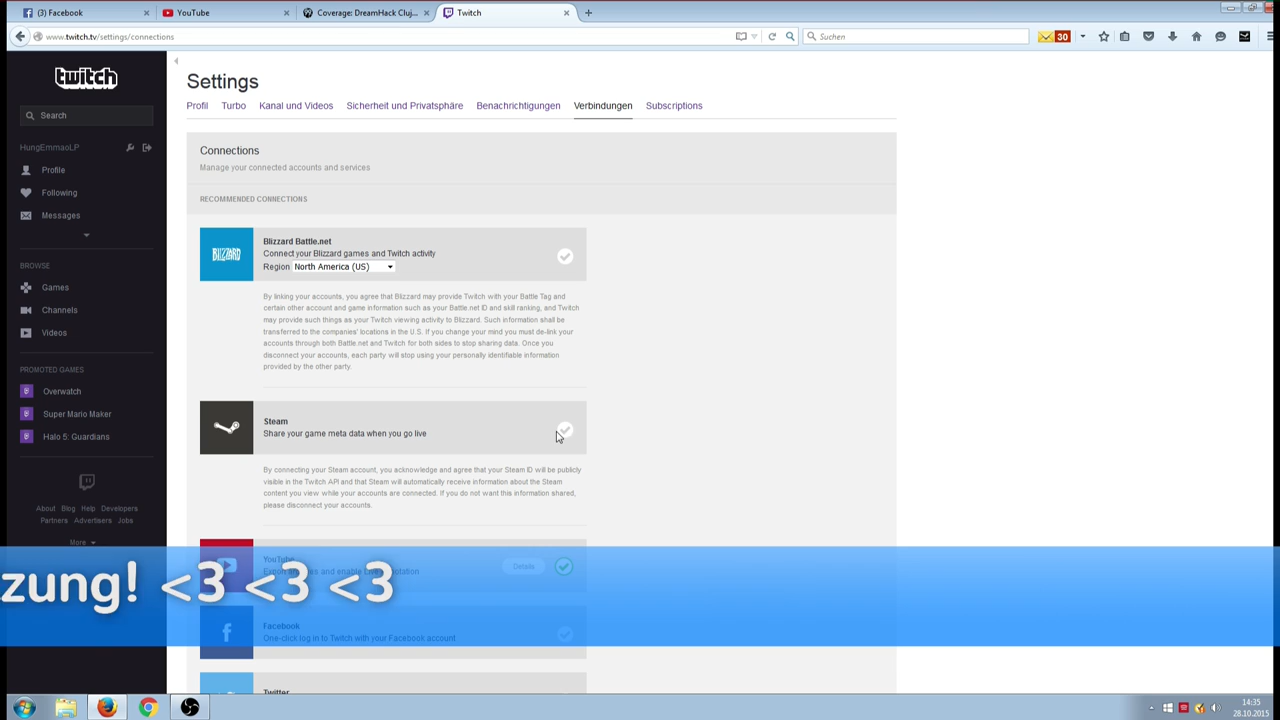 (3) Facebook
YouTube
Coverage: DreamHack Cluj...
Twitch
www.twitch.tv/settings/connections
Suchen
30
twitch
Search
HungEmmaoLP
Profile
Following
Messages
BROWSE
Games
Channels
Videos
PROMOTED GAMES
Overwatch
Super Mario Maker
Halo 5: Guardians
About Blog Help Developers
Partners Advertisers Jobs
More
Settings
Profil Turbo Kanal und Videos Sicherheit und Privatsphäre Benachrichtigungen Verbindungen Subscriptions
Connections
Manage your connected accounts and services
RECOMMENDED CONNECTIONS
BLIZZARD
Blizzard Battle.net
Connect your Blizzard games and Twitch activity
Region North America (US)
By linking your accounts, you agree that Blizzard may provide Twitch with your Battle Tag and
certain other account and game information such as your Battle.net ID and skill ranking, and Twitch
may provide such things as your Twitch viewing activity to Blizzard. Such information shall be
transferred to the companies' locations in the U.S. If you change your mind you must de-link your
accounts through both Battle.net and Twitch for both sides to stop sharing data. Once you
disconnect your accounts, each party will stop using your personally identifiable information
provided by the other party.
Steam
Share your game meta data when you go live
By connecting your Steam account, you acknowledge and agree that your Steam ID will be publicly
visible in the Twitch API and that Steam will automatically receive information about the Steam
content you view while your accounts are connected. If you do not want this information shared,
please disconnect your accounts.
YouTube
Details
zung! <3 <3 <3
Facebook
One-click log in to Twitch with your Facebook account
Twitter
14:35
28.10.2015